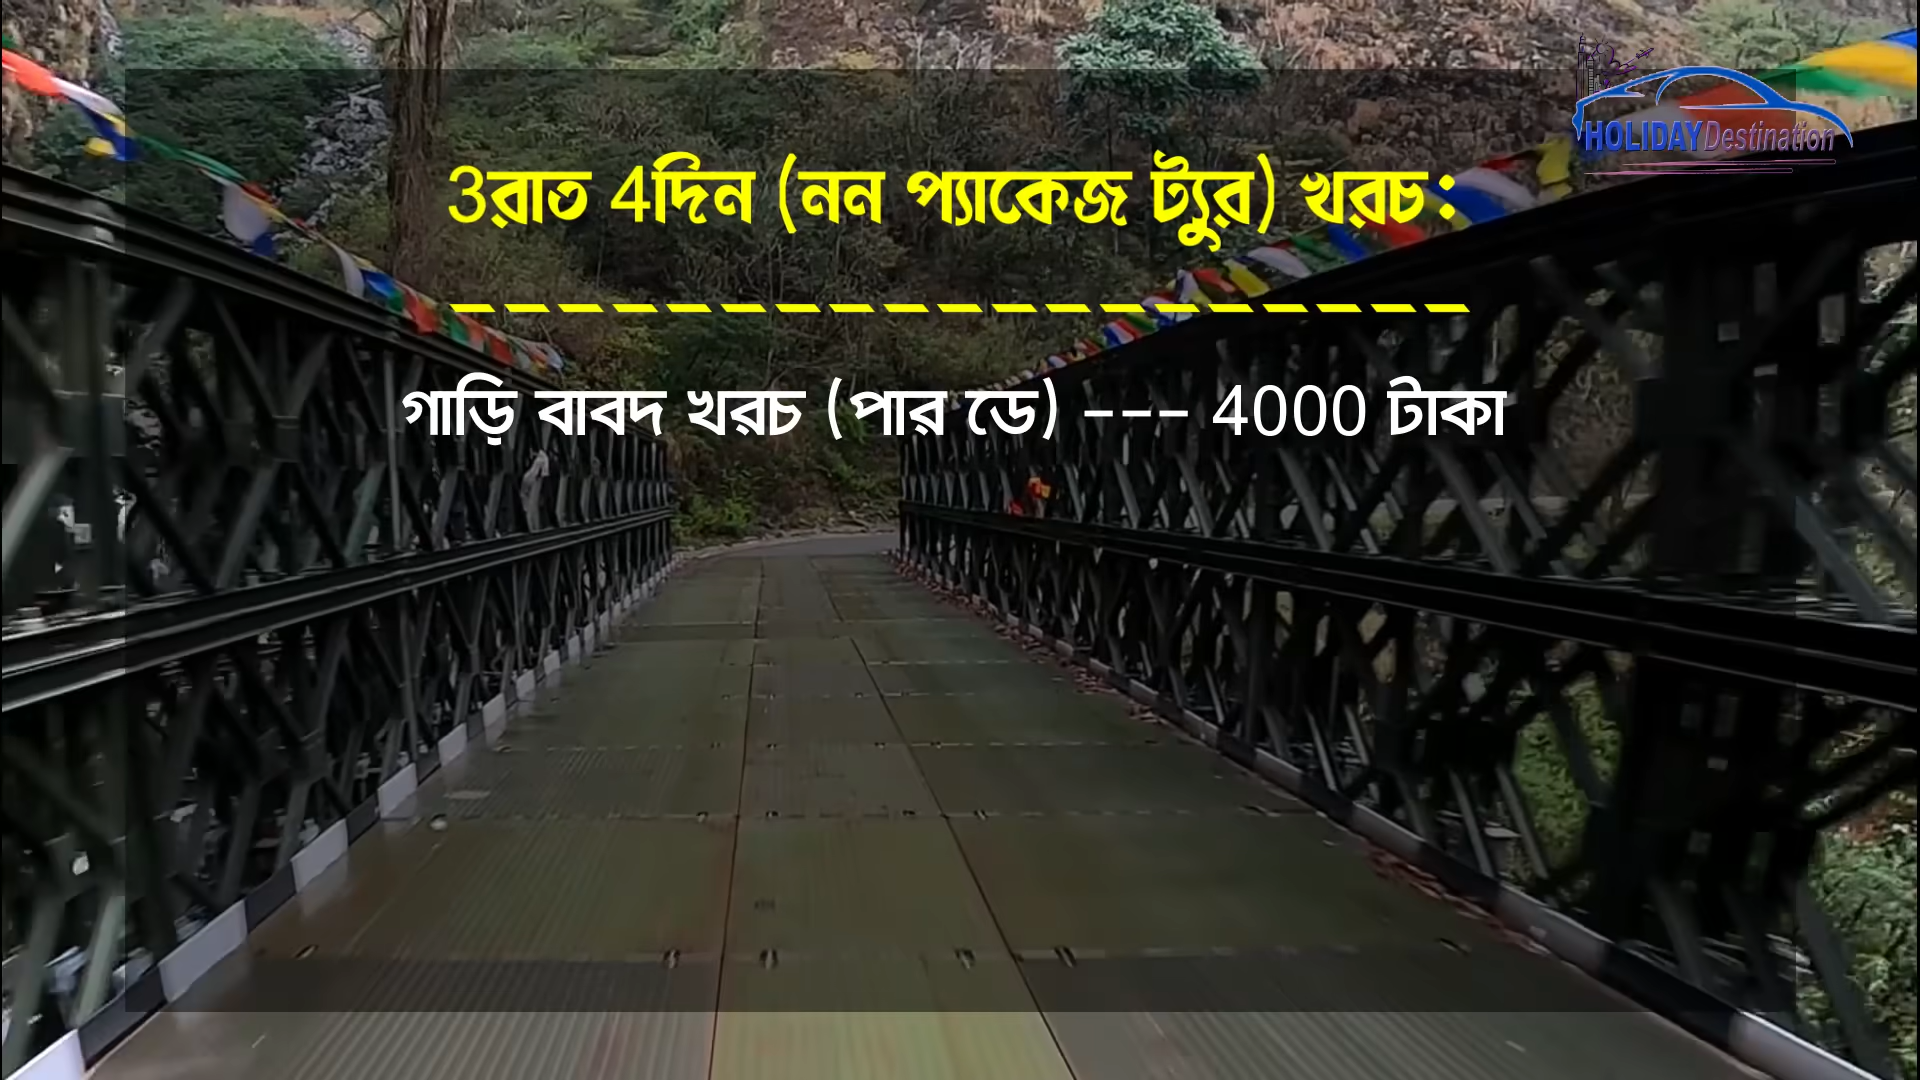 HOLIDAY Destination
3রাত 4দিন (নন প্যাকেজ ট্যুর) খরচ:
-------------------
গাড়ি বাবদ খরচ (পার ডে) --- 4000 টাকা